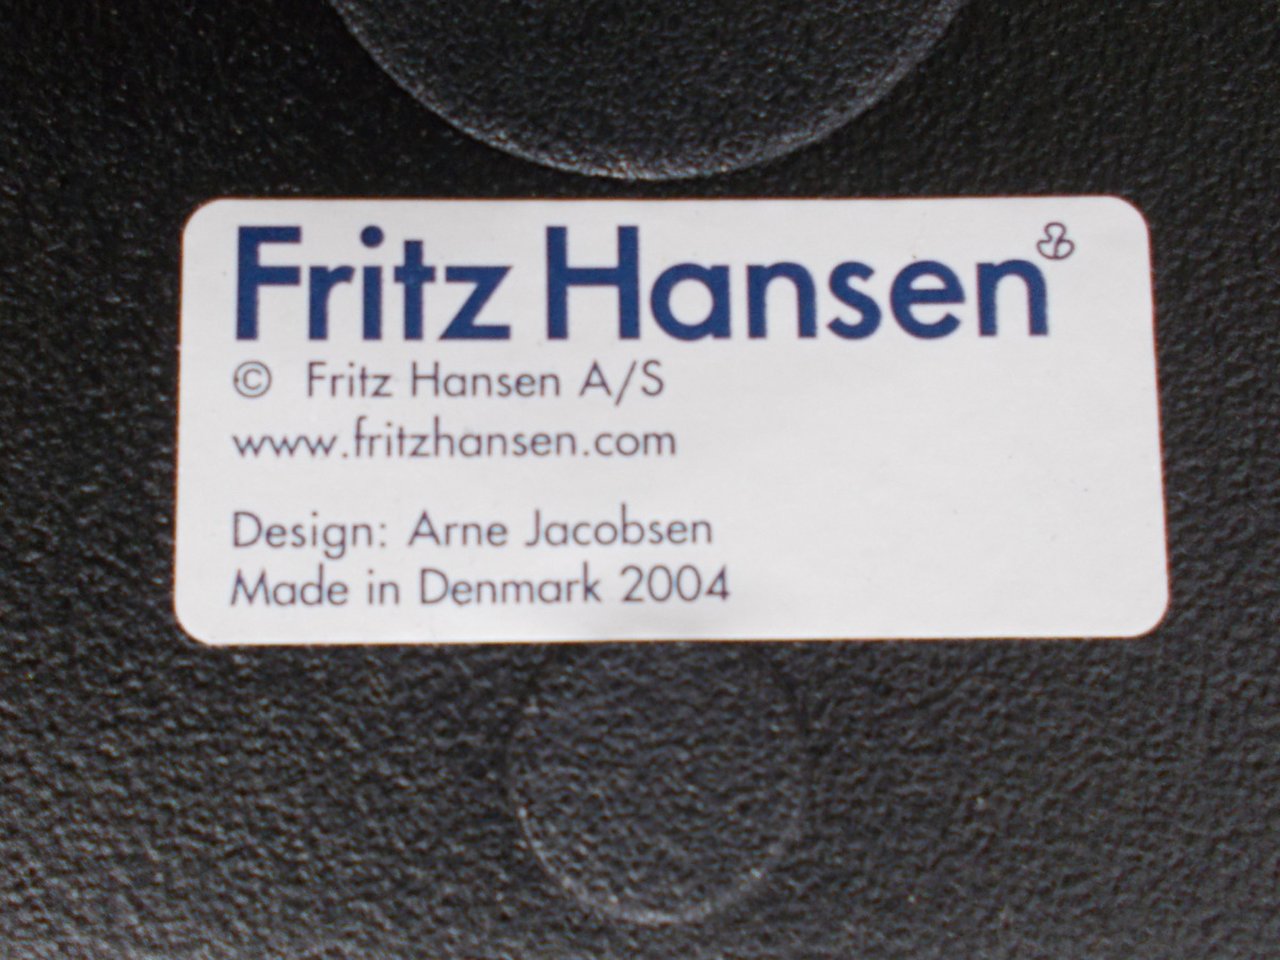 Fritz Hansen
© Fritz Hansen A/S
www.fritzhansen.com
Design: Arne Jacobsen
Made in Denmark 2004